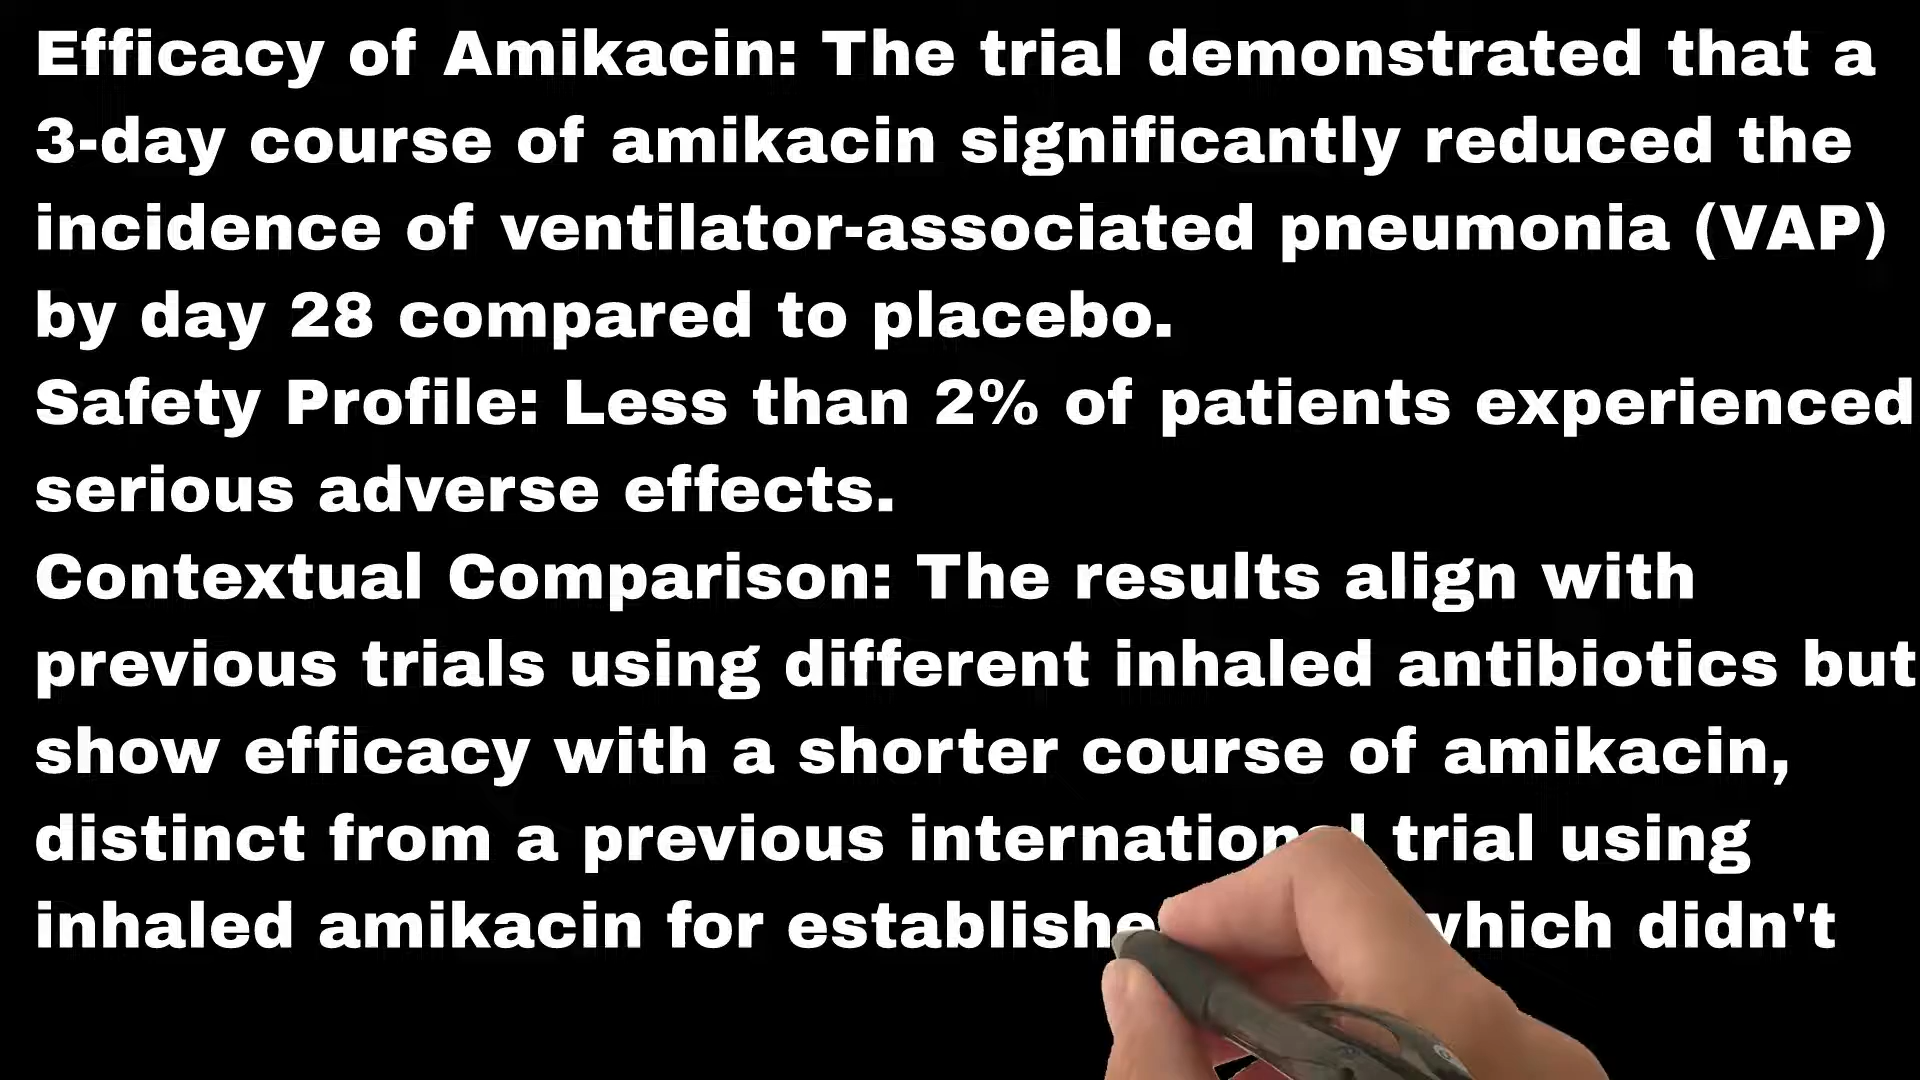 Efficacy of Amikacin: The trial demonstrated that a
3-day course of amikacin significantly reduced the
incidence of ventilator-associated pneumonia (VAP)
by day 28 compared to placebo.
Safety Profile: Less than 2% of patients experienced
serious adverse effects.
Contextual Comparison: The results align with
previous trials using different inhaled antibiotics but
show efficacy with a shorter course of amikacin,
distinct from a previous international trial using
inhaled amikacin for which didn't